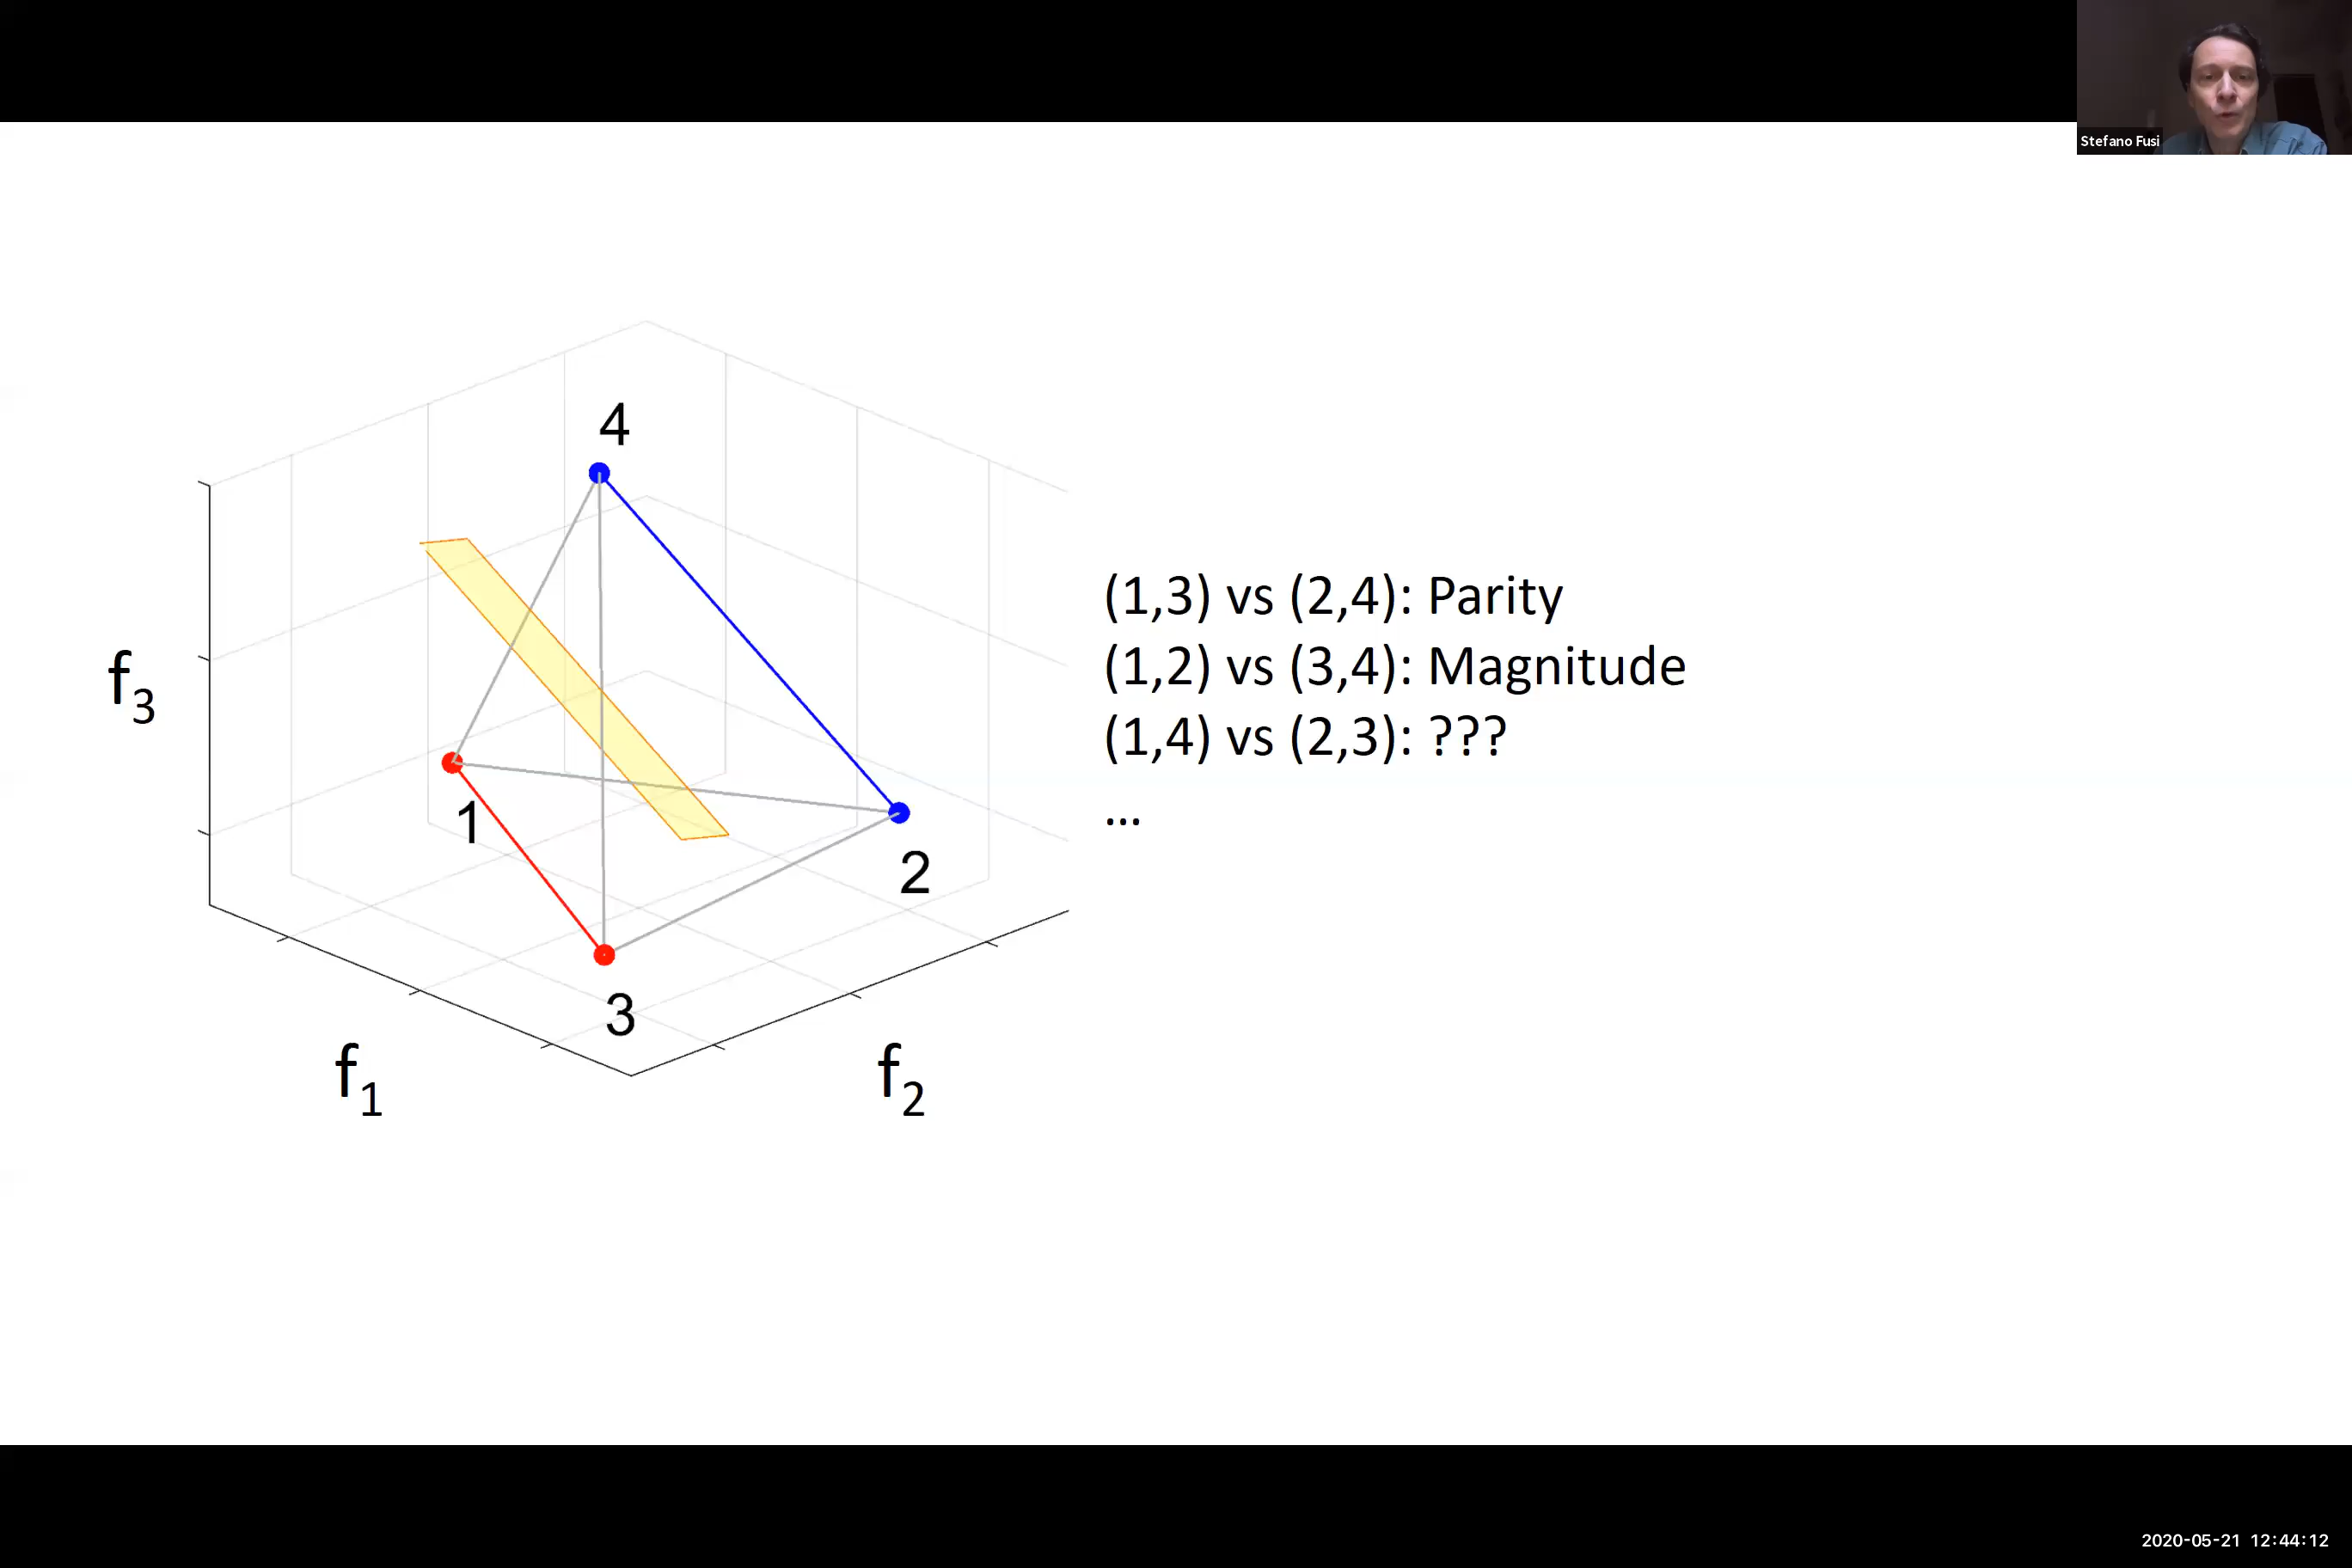 Stefano Fusi
4
(1,3) vs (2,4): Parity
(1,2) vs (3,4): Magnitude
f3
(1,4) vs (2,3): ???
1
...
2
3
f1
f2
2020-05-21 12:44:12